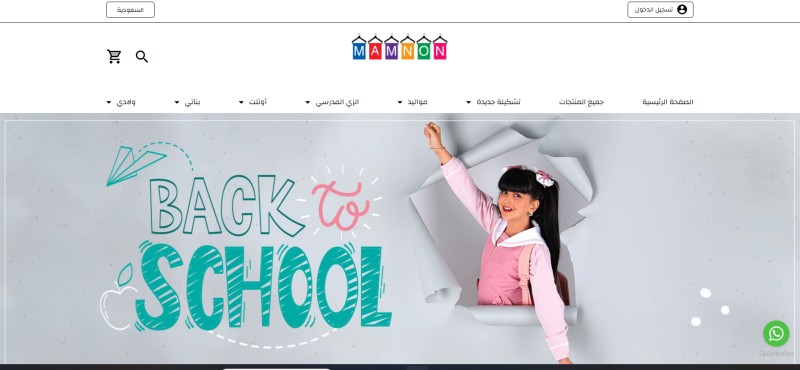 تسجيل الدخول
السعودية
MAMNON
الصفحة الرئيسية
جميع المنتجات
تشكيلة جديدة
مواليد
الزي المدرسي
أوتلت
بناتي
ولادي
BACK to
SCHOOL